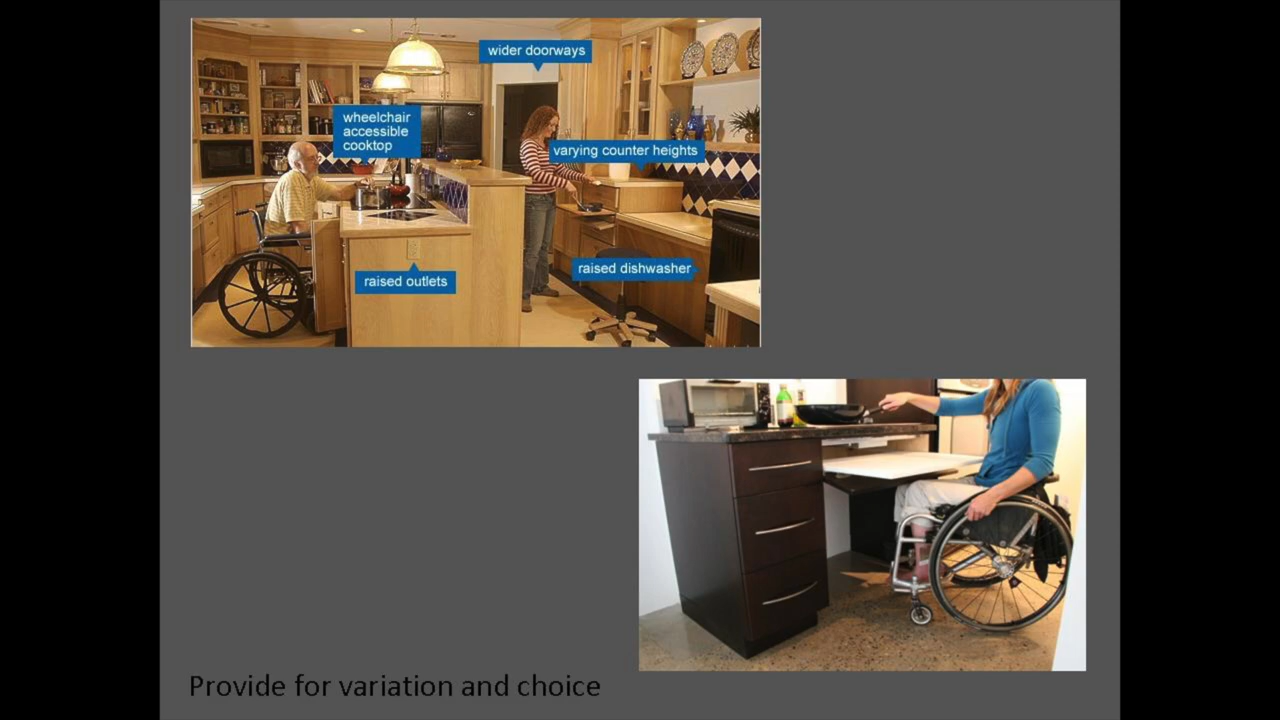 wider doorways
wheelchair
accessible
cooktop
varying counter heights
raised dishwasher
raised outlets
Provide for variation and choice